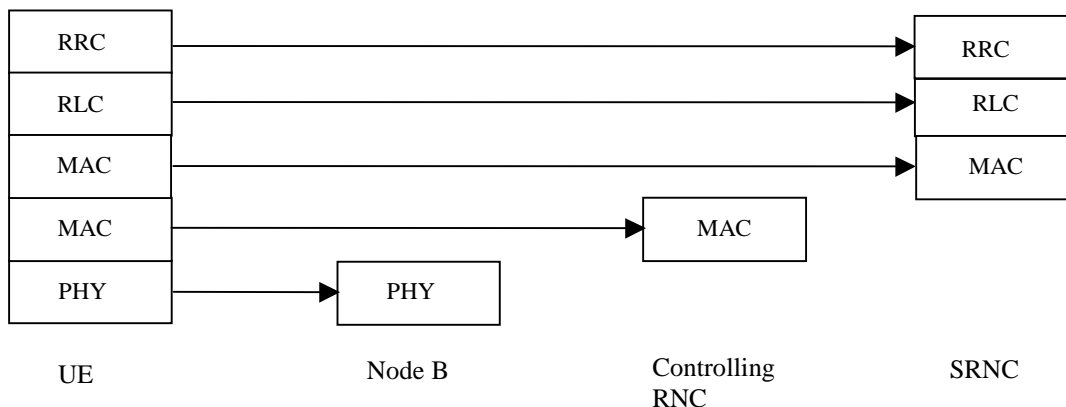 RRC
RRC
RLC
RLC
MAC
MAC
MAC
MAC
PHY
PHY
UE
Node B
Controlling
RNC
SRNC